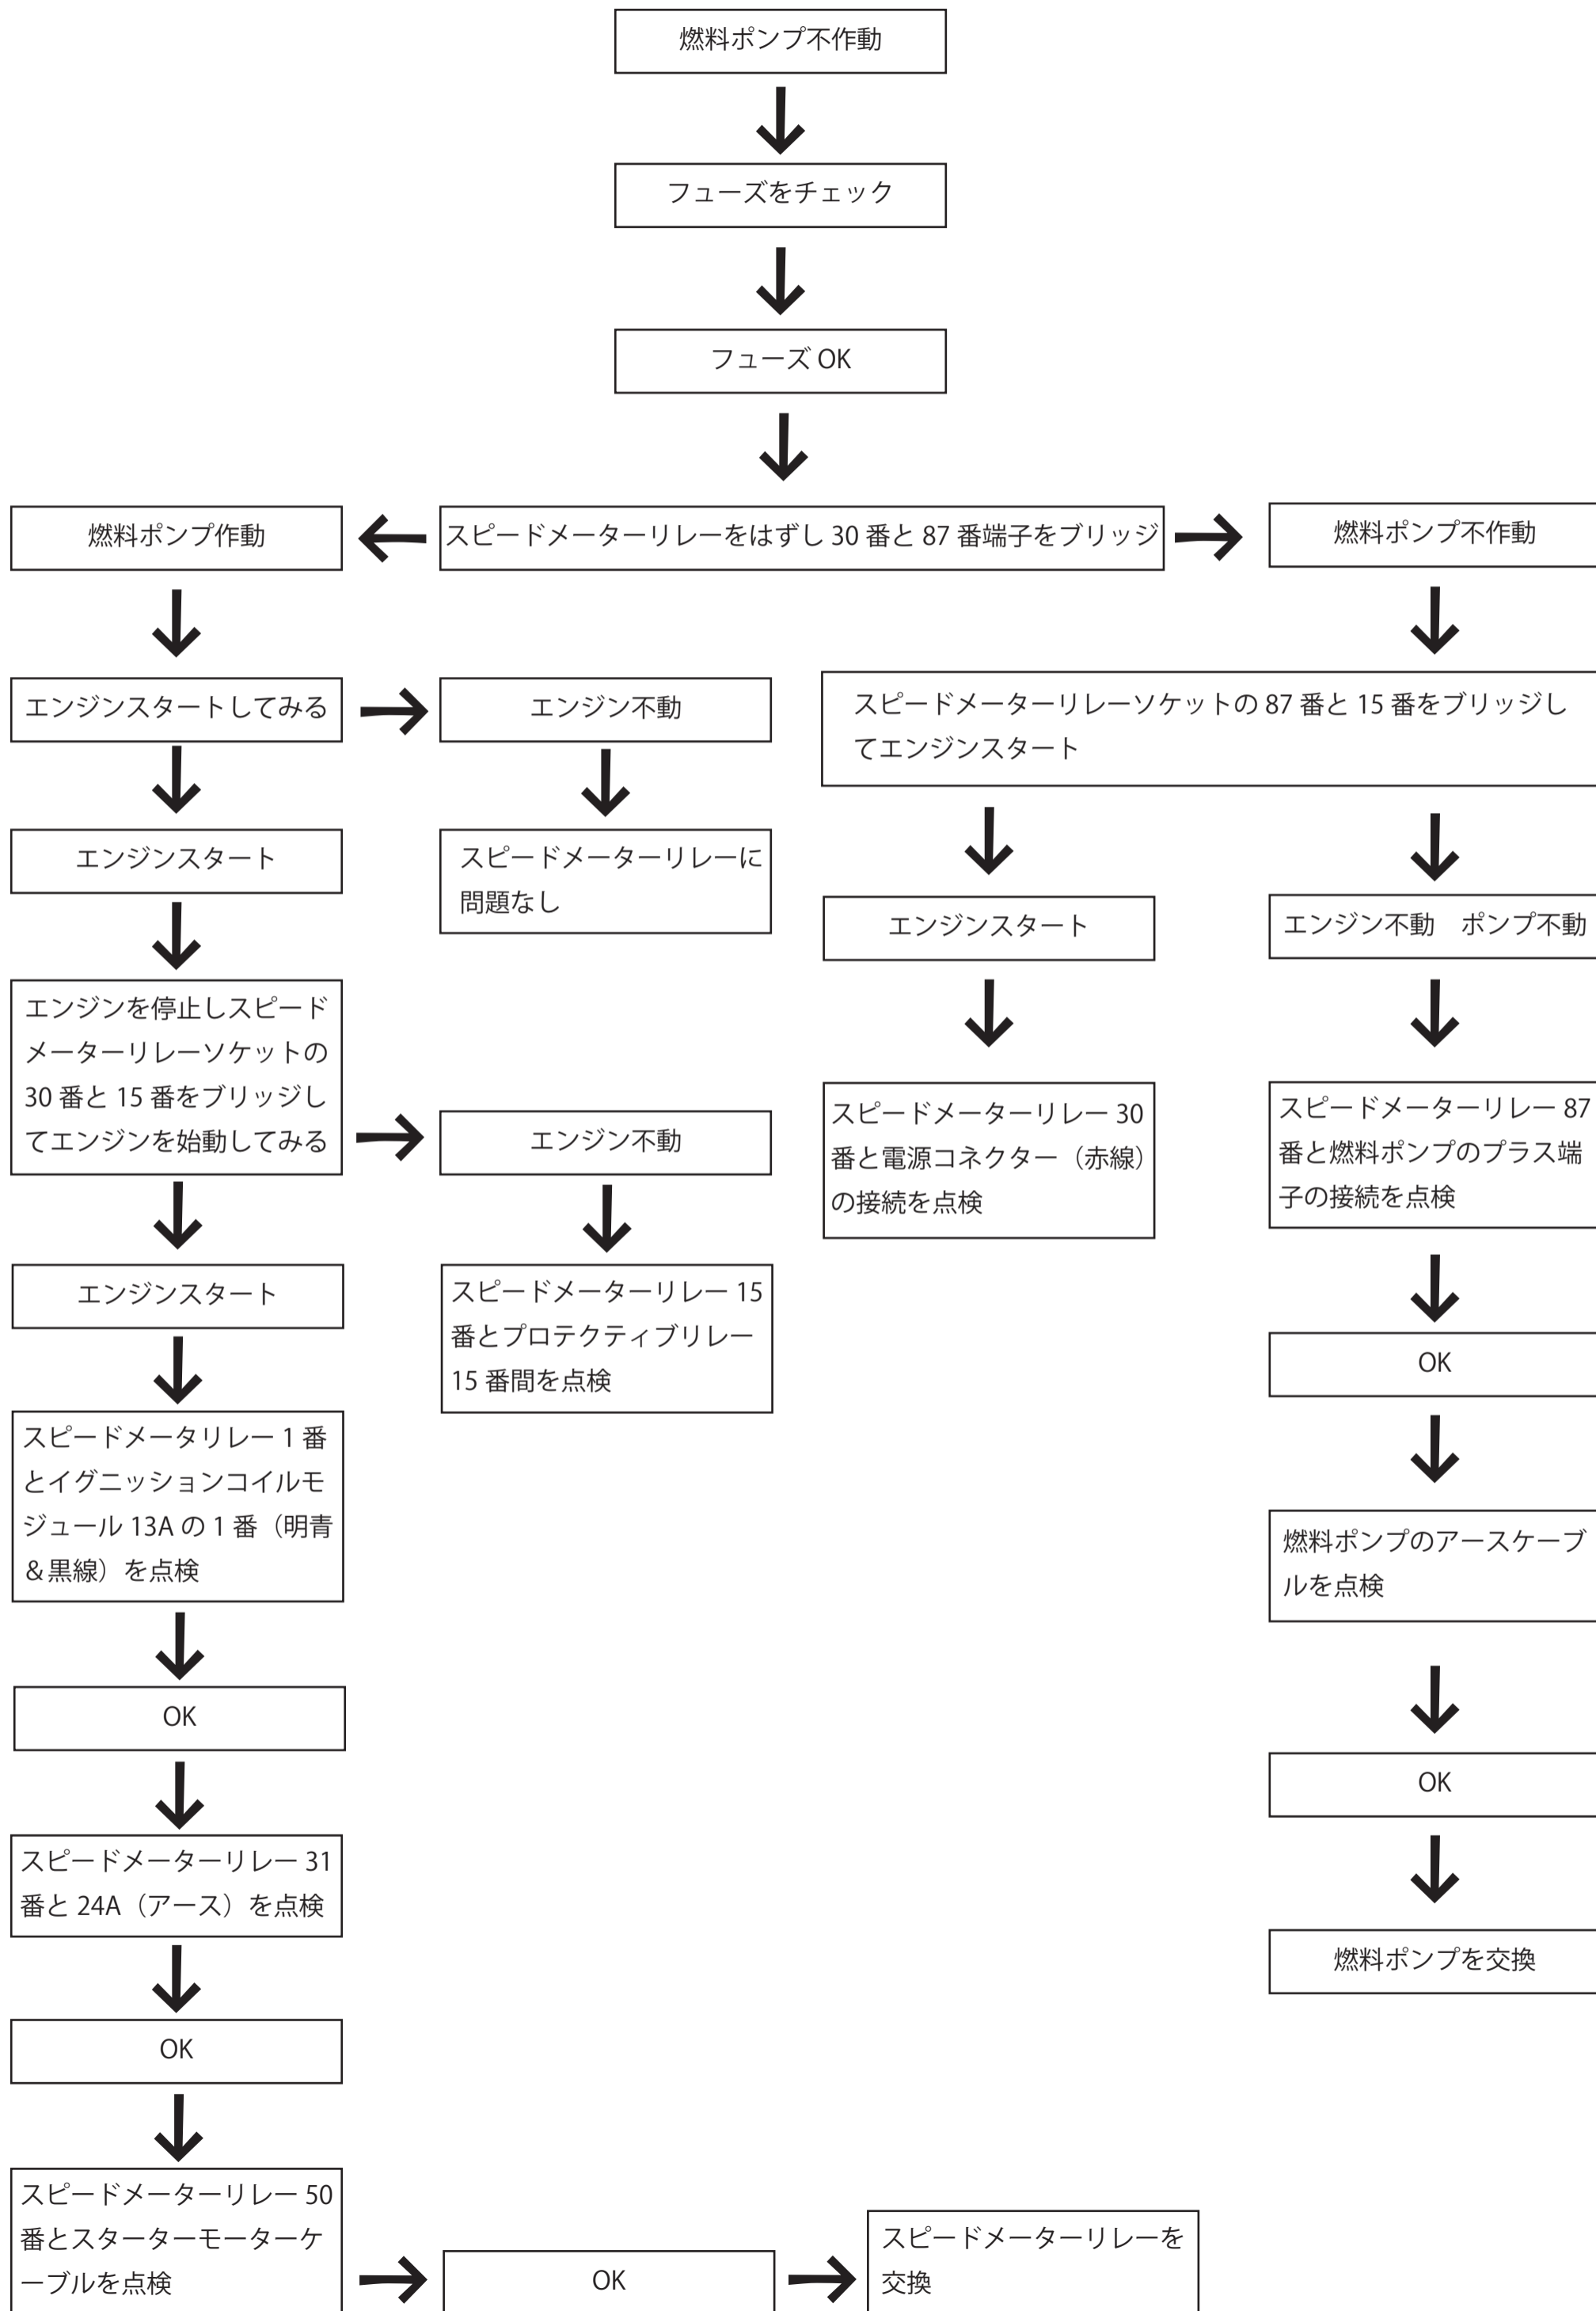 燃料ポンプ不作動
フューズをチェック
フューズ OK
燃料ポンプ作動
スピードメーターリレーをはずし 30 番と 87 番端子をブリッジ
燃料ポンプ不作動
エンジンスタートしてみる
エンジン不動
スピードメーターリレーソケットの 87 番と 15 番をブリッジし
てエンジンスタート
エンジンスタート
スピードメーターリレーに
問題なし
エンジンスタート
エンジン不動　ポンプ不動
エンジンを停止しスピード
メーターリレーソケットの
30 番と 15 番をブリッジし
てエンジンを始動してみる
エンジン不動
スピードメーターリレー 30
番と電源コネクター（赤線）
の接続を点検
スピードメーターリレー 87
番と燃料ポンプのプラス端
子の接続を点検
エンジンスタート
スピードメーターリレー 15
番とプロテクティブリレー
15 番間を点検
OK
スピードメータリレー 1 番
とイグニッションコイルモ
ジュール 13A の 1 番（明青
＆黒線）を点検
燃料ポンプのアースケーブ
ルを点検
OK
OK
スピードメーターリレー 31
番と 24A（アース）を点検
燃料ポンプを交換
OK
スピードメーターリレー 50
番とスターターモーターケ
ーブルを点検
OK
スピードメーターリレーを
交換